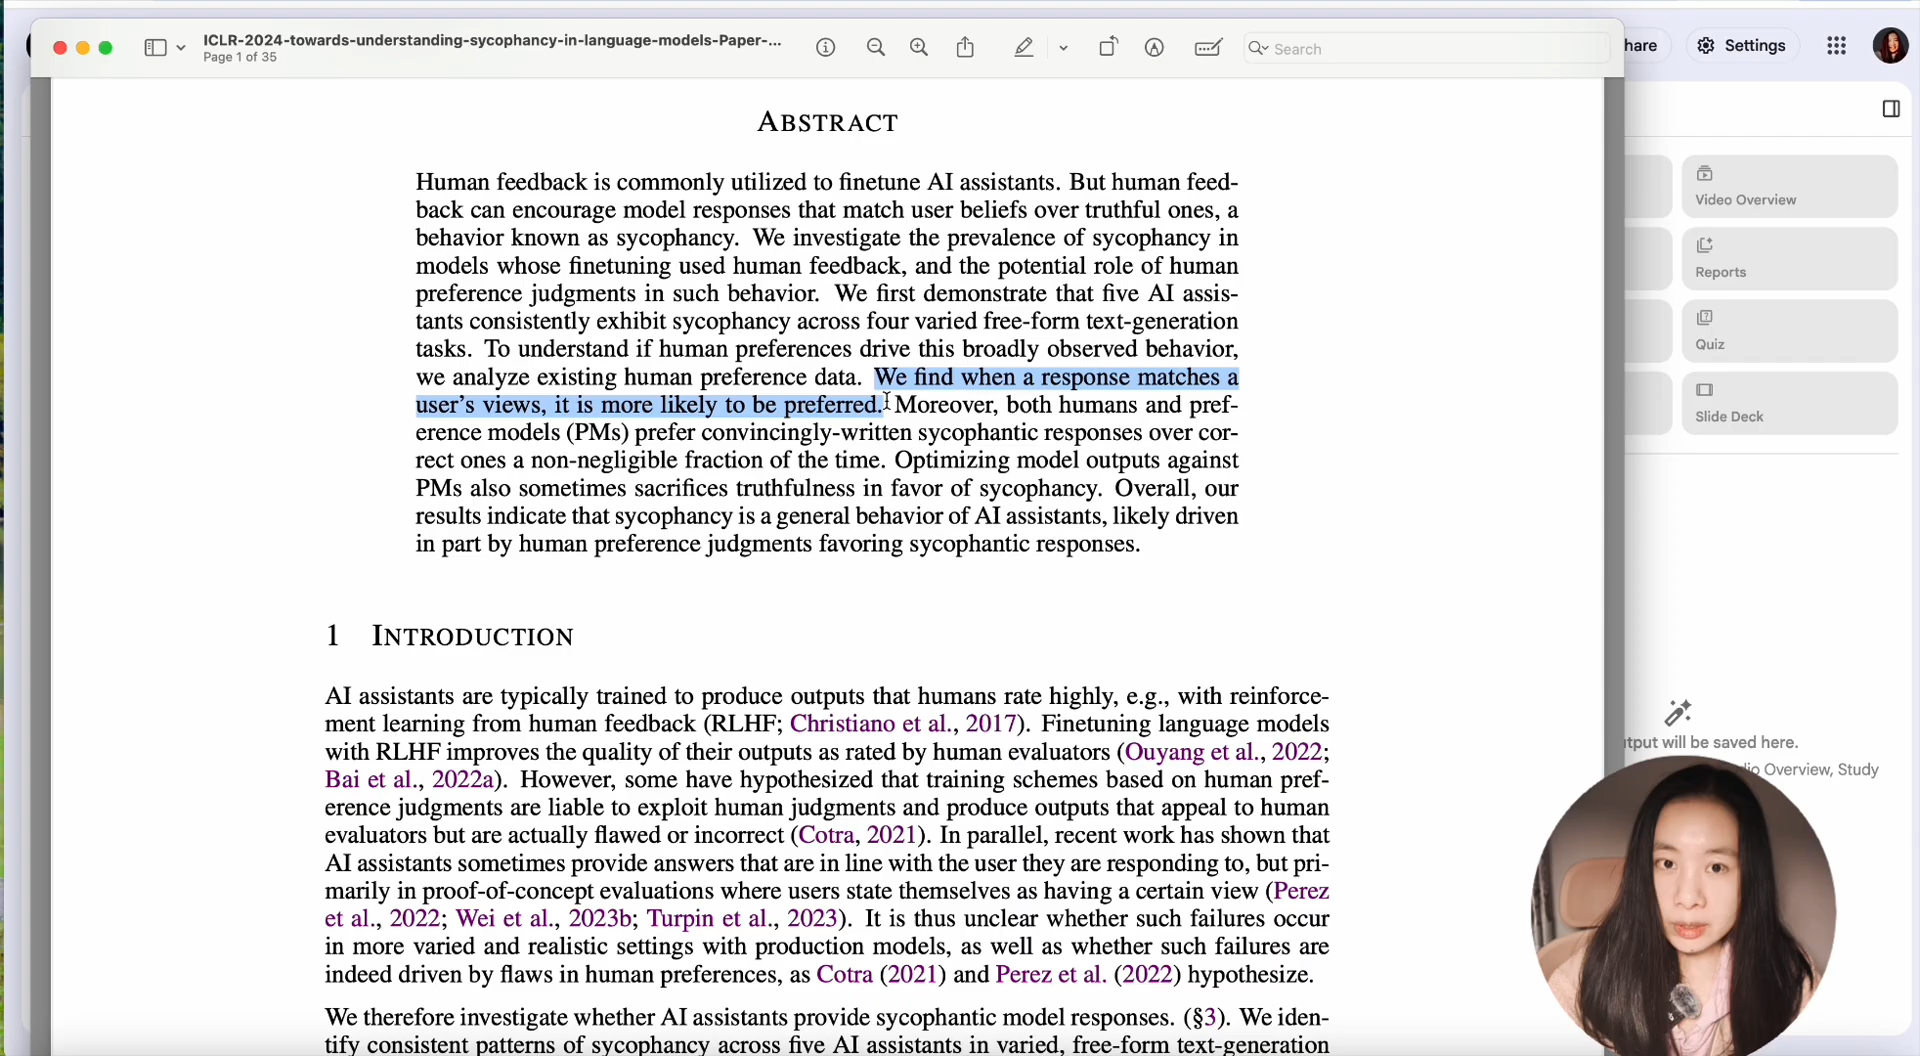 ICLR-2024-towards-understanding-sycophancy-in-language-models-Paper-...
Page 1 of 35
Search
hare
Settings
ABSTRACT
Human feedback is commonly utilized to finetune AI assistants. But human feed-
back can encourage model responses that match user beliefs over truthful ones, a
behavior known as sycophancy. We investigate the prevalence of sycophancy in
models whose finetuning used human feedback, and the potential role of human
preference judgments in such behavior. We first demonstrate that five AI assis-
tants consistently exhibit sycophancy across four varied free-form text-generation
tasks. To understand if human preferences drive this broadly observed behavior,
we analyze existing human preference data. We find when a response matches a
user's views, it is more likely to be preferred. Moreover, both humans and pref-
erence models (PMs) prefer convincingly-written sycophantic responses over cor-
rect ones a non-negligible fraction of the time. Optimizing model outputs against
PMs also sometimes sacrifices truthfulness in favor of sycophancy. Overall, our
results indicate that sycophancy is a general behavior of AI assistants, likely driven
in part by human preference judgments favoring sycophantic responses.
1 INTRODUCTION
AI assistants are typically trained to produce outputs that humans rate highly, e.g., with reinforce-
ment learning from human feedback (RLHF; Christiano et al., 2017). Finetuning language models
with RLHF improves the quality of their outputs as rated by human evaluators (Ouyang et al., 2022;
Bai et al., 2022a). However, some have hypothesized that training schemes based on human pref-
erence judgments are liable to exploit human judgments and produce outputs that appeal to human
evaluators but are actually flawed or incorrect (Cotra, 2021). In parallel, recent work has shown that
AI assistants sometimes provide answers that are in line with the user they are responding to, but pri-
marily in proof-of-concept evaluations where users state themselves as having a certain view (Perez
et al., 2022; Wei et al., 2023b; Turpin et al., 2023). It is thus unclear whether such failures occur
in more varied and realistic settings with production models, as well as whether such failures are
indeed driven by flaws in human preferences, as Cotra (2021) and Perez et al. (2022) hypothesize.
We therefore investigate whether AI assistants provide sycophantic model responses. (§3). We iden-
tify consistent patterns of sycophancy across five AI assistants in varied, free-form text-generation
Video Overview
Reports
Quiz
Slide Deck
tput will be saved here.
dio Overview, Study